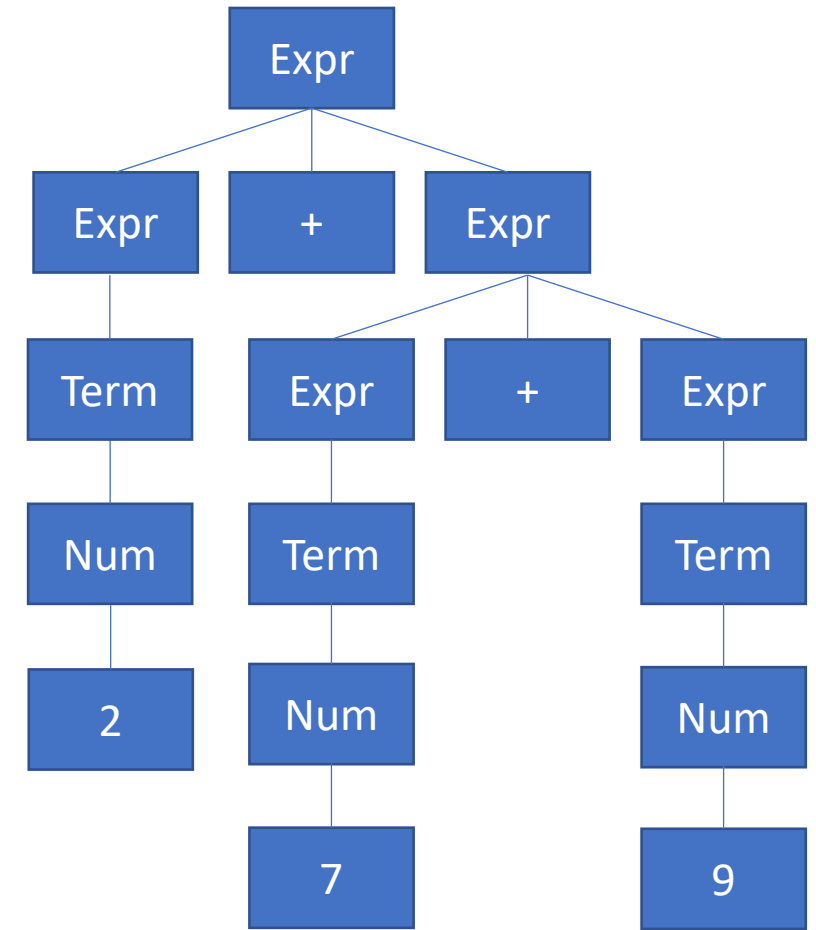 Expr
Expr + Expr
Term Expr + Expr
Num Term Term
2 Num Num
7 9